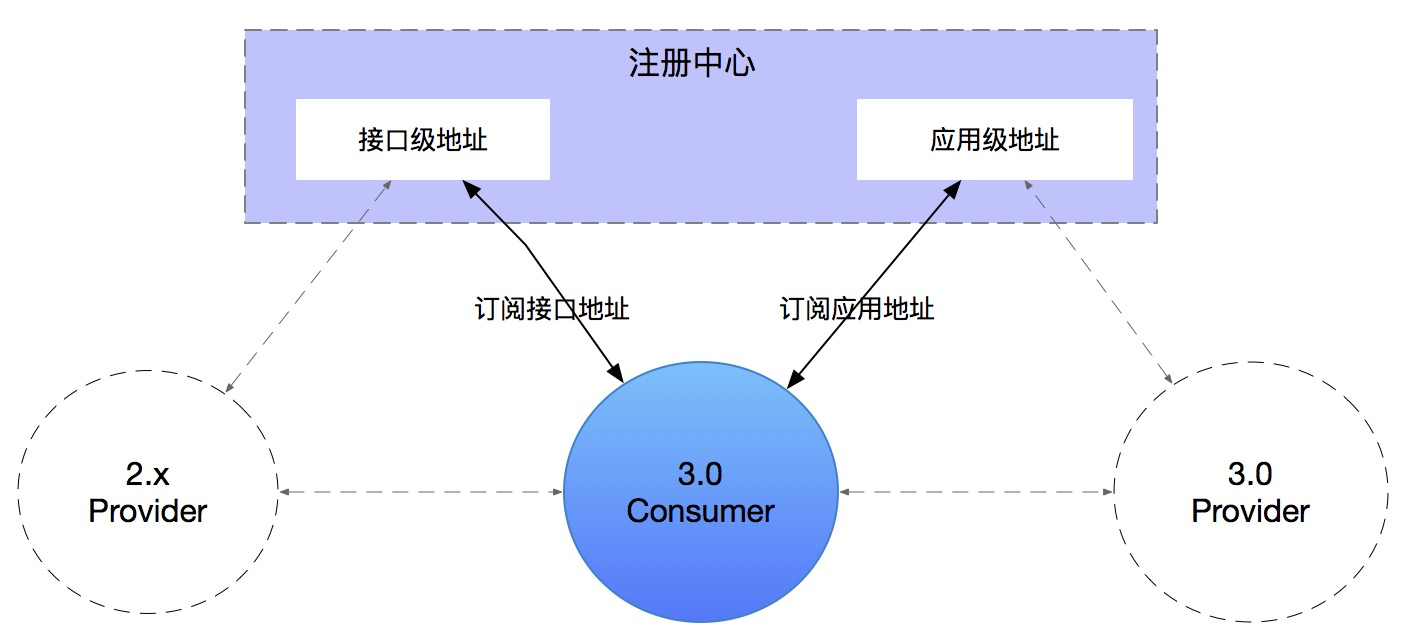 注册中心
接口级地址
应用级地址
订阅接口地址
订阅应用地址
2.x
Provider
3.0
Consumer
3.0
Provider